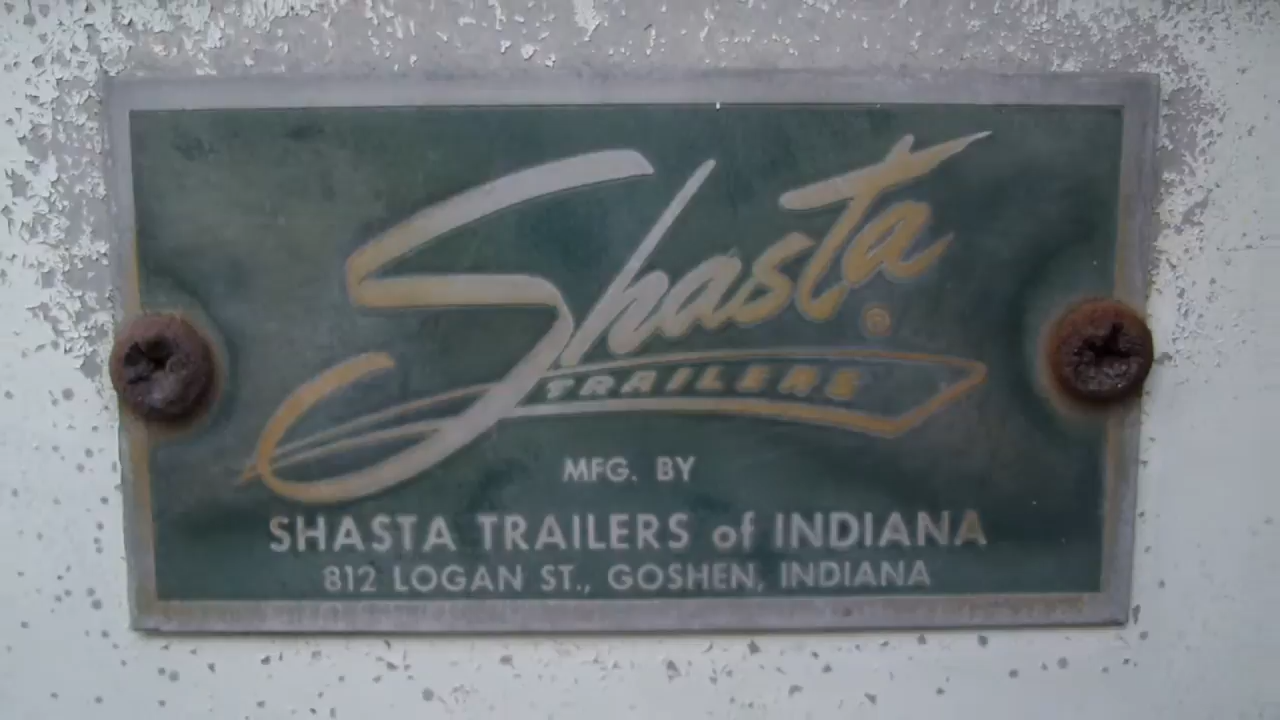 Shasta®
TRAILERS
MFG. BY
SHASTA TRAILERS of INDIANA
812 LOGAN ST., GOSHEN, INDIANA